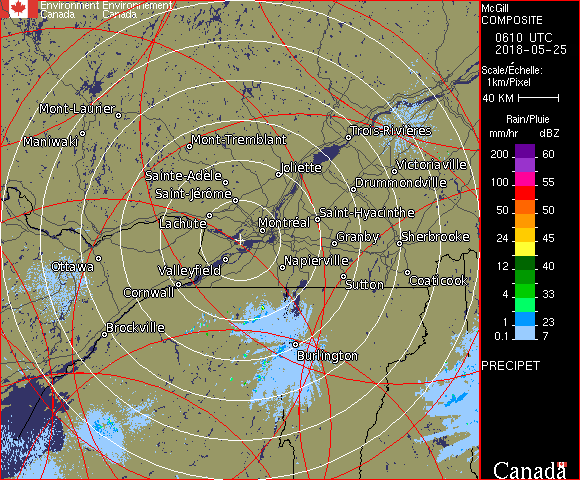 Environment Environnement
Canada Canada
McGill
COMPOSITE
0610 UTC
2018-05-25
Scale/Échelle:
1km/Pixel
40 KM
Rain/Pluie
mm/hr dBZ
200 60
100 55
50 50
24 45
12 40
4 33
1 23
0.1 7
PRECIPET
Mont-Laurier
Maniwaki
Mont-Tremblant
Trois-Rivières
Joliette
Victoriaville
Sainte-Adèle
Drummondville
Saint-Jérôme
Lachute
Saint-Hyacinthe
Montréal
Granby
Sherbrooke
Ottawa
Valleyfield
Napierville
Cornwall
Sutton
Coaticook
Brockville
Burlington
Canada